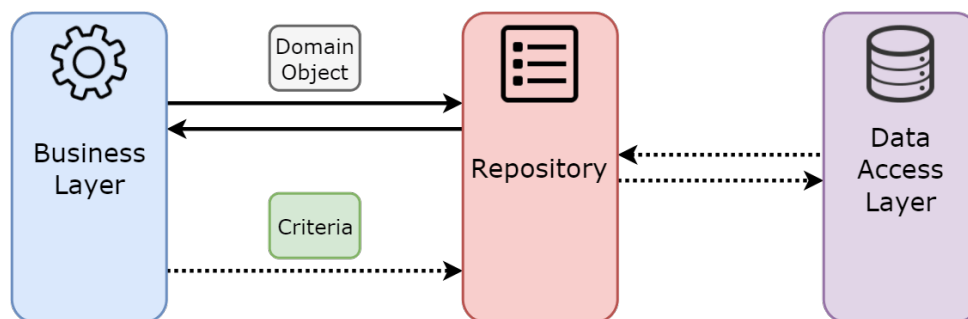 Domain
Object
Business
Layer
Criteria
Repository
Data
Access
Layer